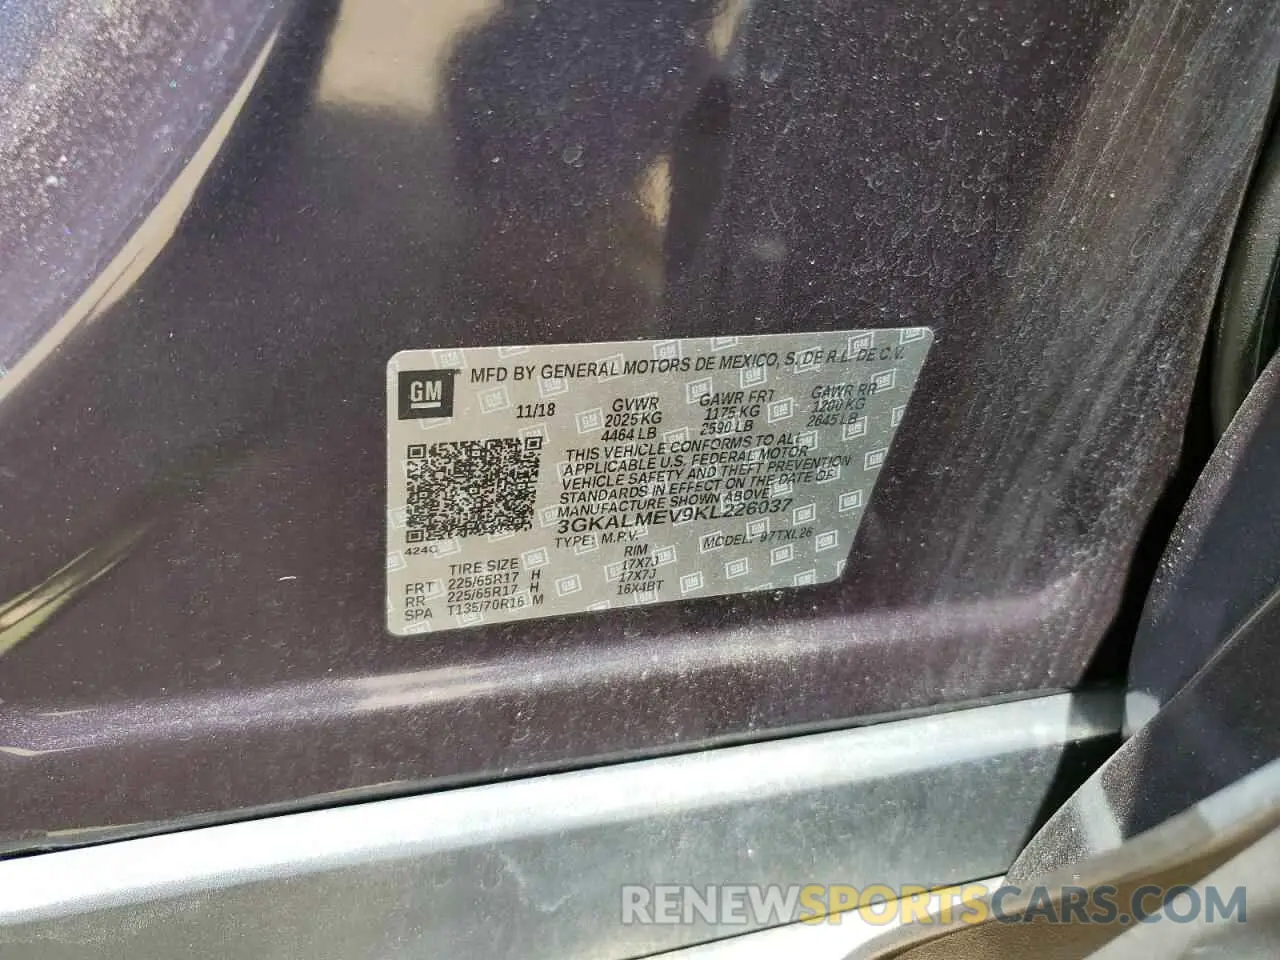 GM
MFD BY GENERAL MOTORS DE MEXICO, S. DE R.L. DE C.V.
11/18
GVWR
2025 KG
4464 LB
GAWR FRT
1175 KG
2590 LB
GAWR RR
1200 KG
2645 LB
THIS VEHICLE CONFORMS TO ALL
APPLICABLE U.S. FEDERAL MOTOR
VEHICLE SAFETY AND THEFT PREVENTION
STANDARDS IN EFFECT ON THE DATE OF
MANUFACTURE SHOWN ABOVE
3GKALMEV9KL226037
TYPE: M.P.V.
MODEL: 97TXL26
424C
TIRE SIZE
RIM
FRT 225/65R17 H 17X7J
RR 225/65R17 H 17X7J
SPA T135/70R16 M 16X4BT
RENEWSPORTSCARS.COM